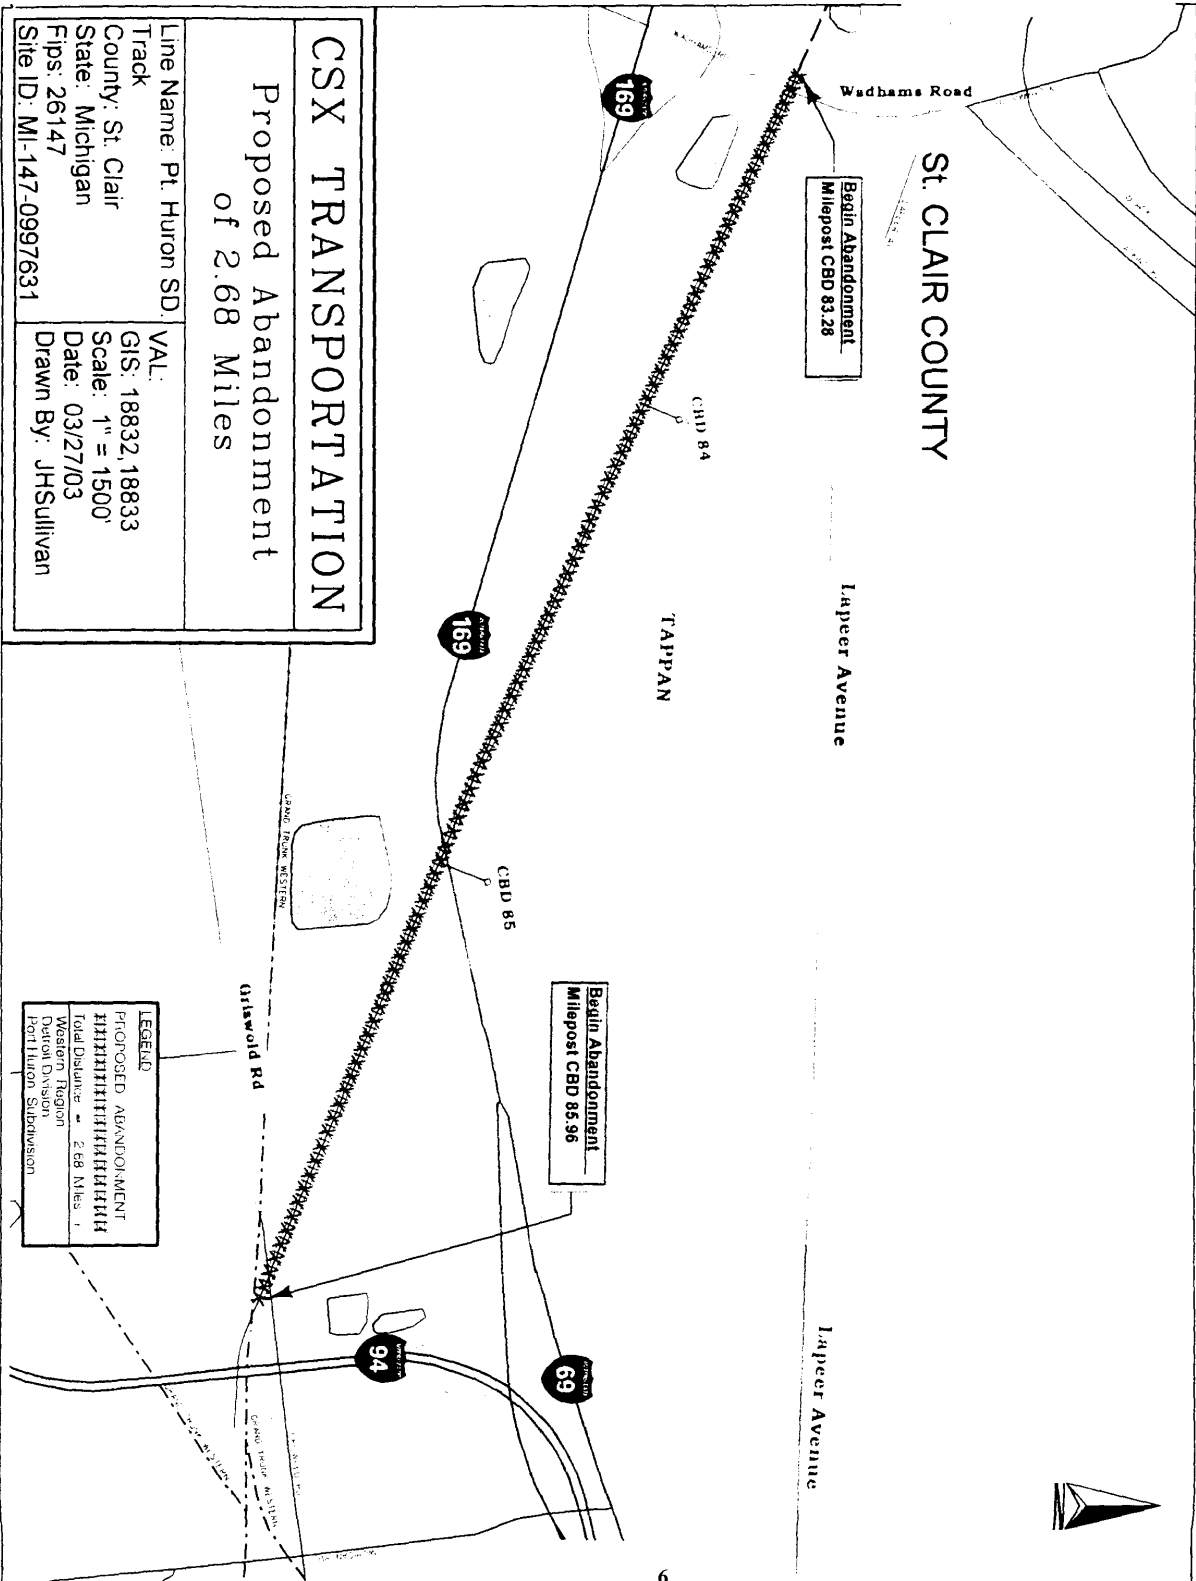 St. CLAIR COUNTY
Wadhams Road
Begin Abandonment
Milepost CBD 83.28
169
CBD 84
Lapeer Avenue
TAPPAN
169
CBD 85
Begin Abandonment
Milepost CBD 85.96
Lapeer Avenue
69
94
GRAND TRUNK WESTERN
Griswold Rd
GRAND TRUNK WESTERN
CSX TRANSPORTATION
Proposed Abandonment
of 2.68 Miles
Line Name: Pt. Huron SD.
Track
County: St. Clair
State: Michigan
Fips: 26147
Site ID: MI-147-0997631
VAL:
GIS: 18832,18833
Scale: 1" = 1500'
Date: 03/27/03
Drawn By: JHSullivan
LEGEND
PROPOSED ABANDONMENT
Total Distance = 2.68 Miles
Western Region
Detroit Division
Port Huron Subdivision
6